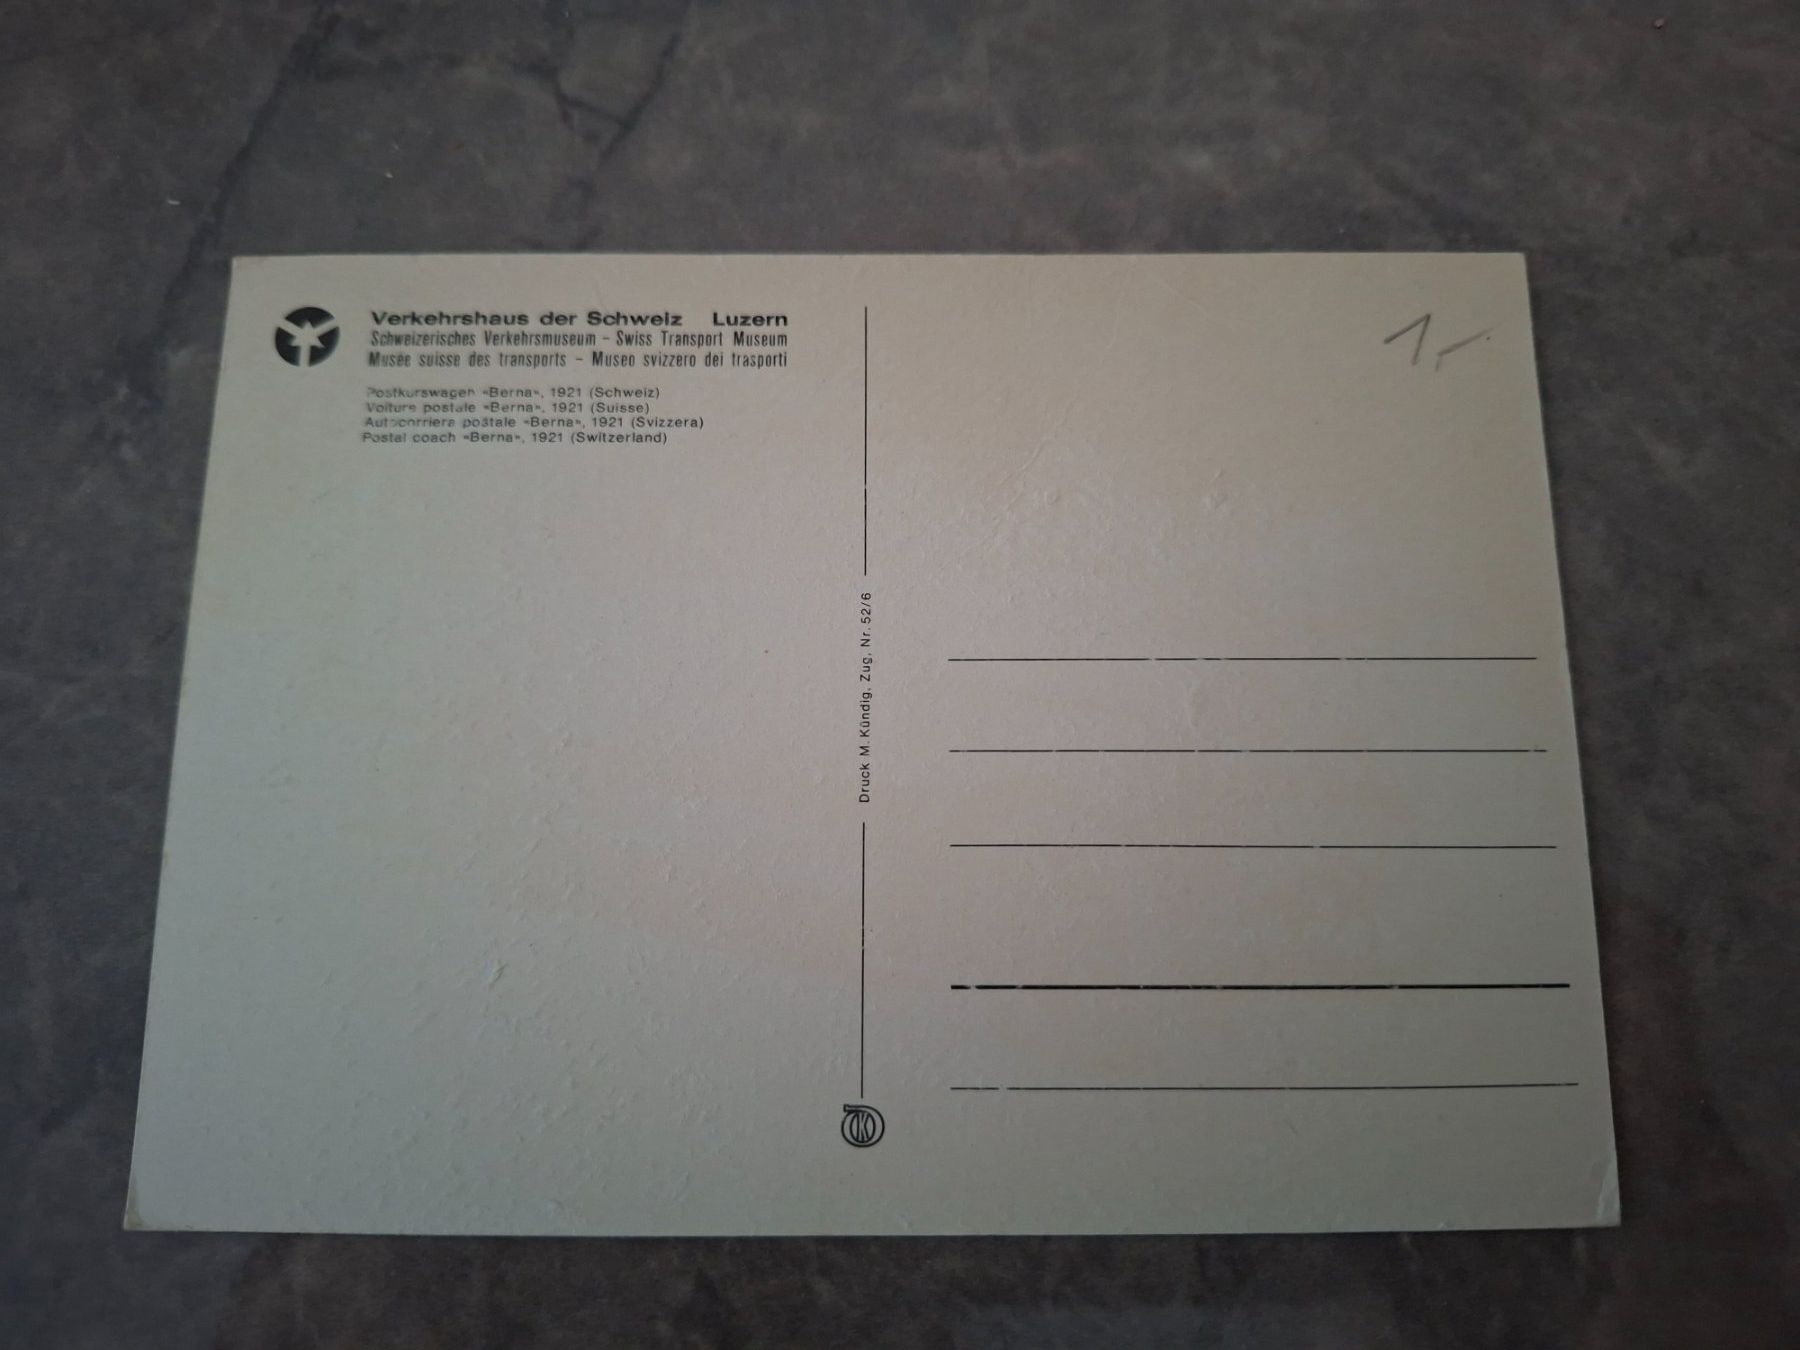 Verkehrshaus der Schweiz Luzern
Schweizerisches Verkehrsmuseum – Swiss Transport Museum
Musée suisse des transports – Museo svizzero dei trasporti
Postkurswagen «Berna», 1921 (Schweiz)
Voiture postale «Berna», 1921 (Suisse)
Autocorriera postale «Berna», 1921 (Svizzera)
Postal coach «Berna», 1921 (Switzerland)
Druck M. Kündig, Zug, Nr. 52/6
1,-